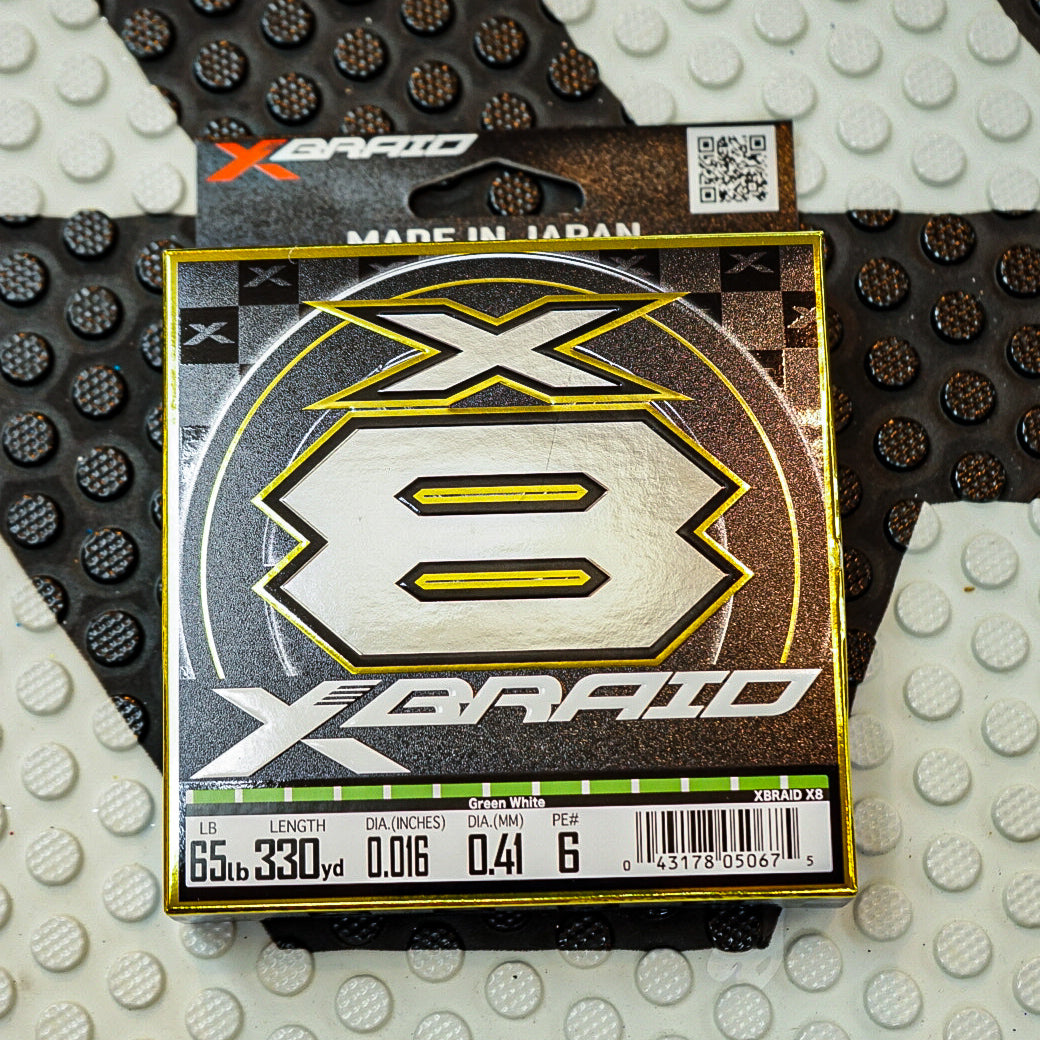 XBRAID
MADE IN JAPAN
X
8
XBRAID
Green White
XBRAID X8
LB LENGTH DIA.(INCHES) DIA.(MM) PE#
65lb 330yd 0.016 0.41 6
0 43178 05067 5